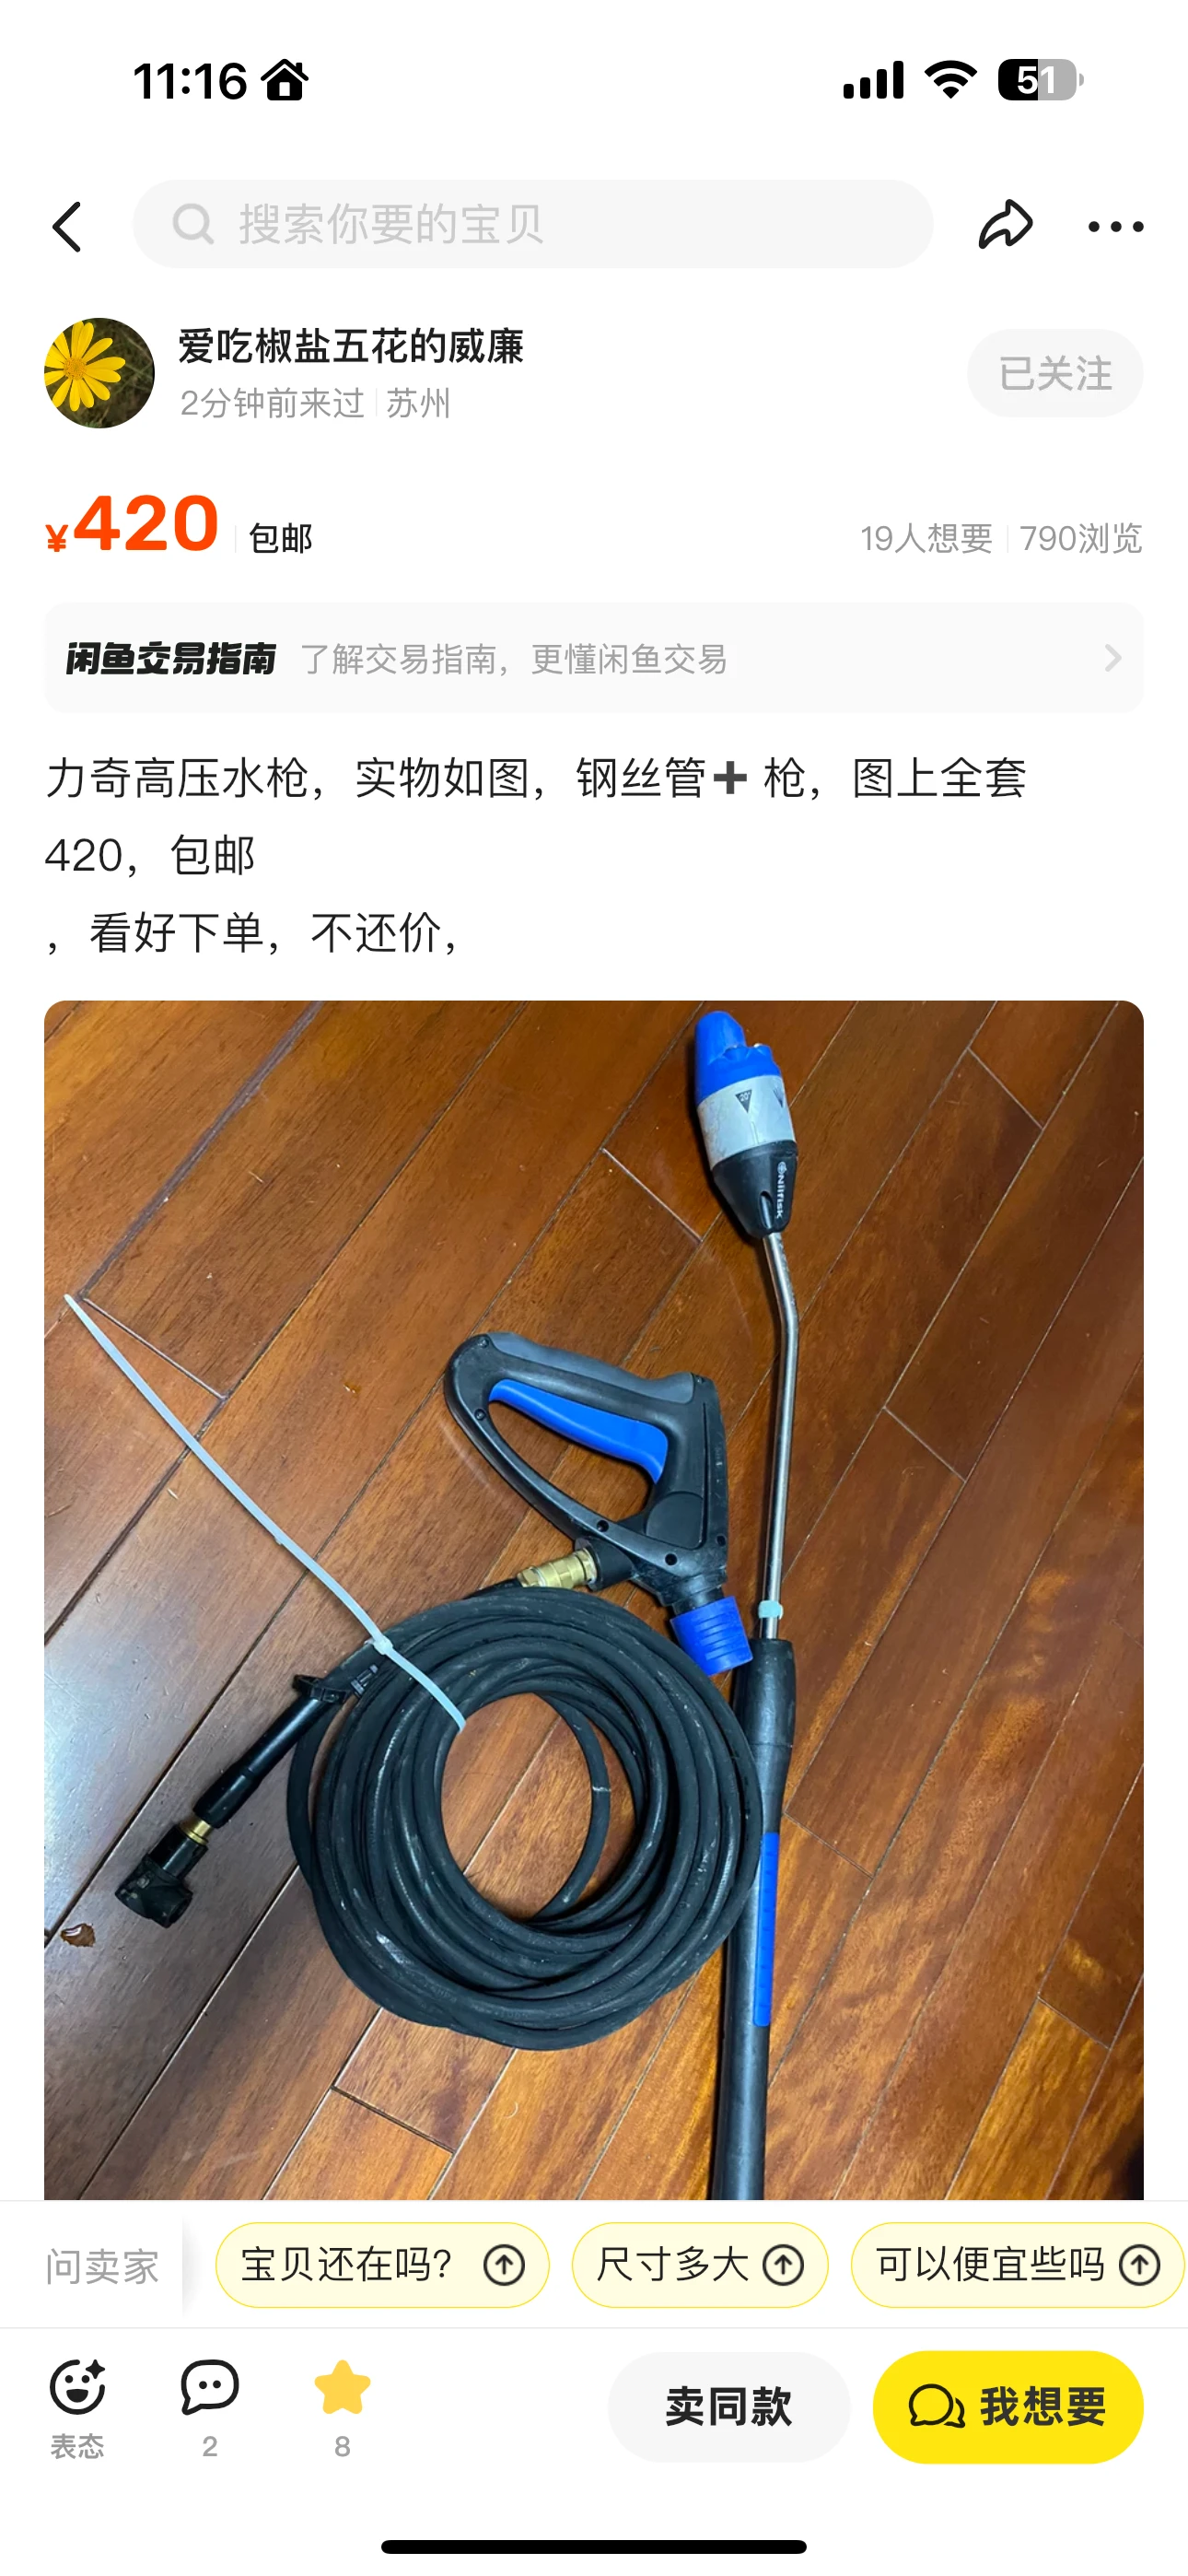 11:16
51
搜索你要的宝贝
爱吃椒盐五花的威廉
已关注
2分钟前来过 苏州
¥420 包邮
19人想要 790浏览
闲鱼交易指南 了解交易指南，更懂闲鱼交易
力奇高压水枪，实物如图，钢丝管➕ 枪，图上全套
420，包邮
，看好下单，不还价，
Nilfisk
问卖家
宝贝还在吗？
尺寸多大
可以便宜些吗
表态
2
8
卖同款
我想要